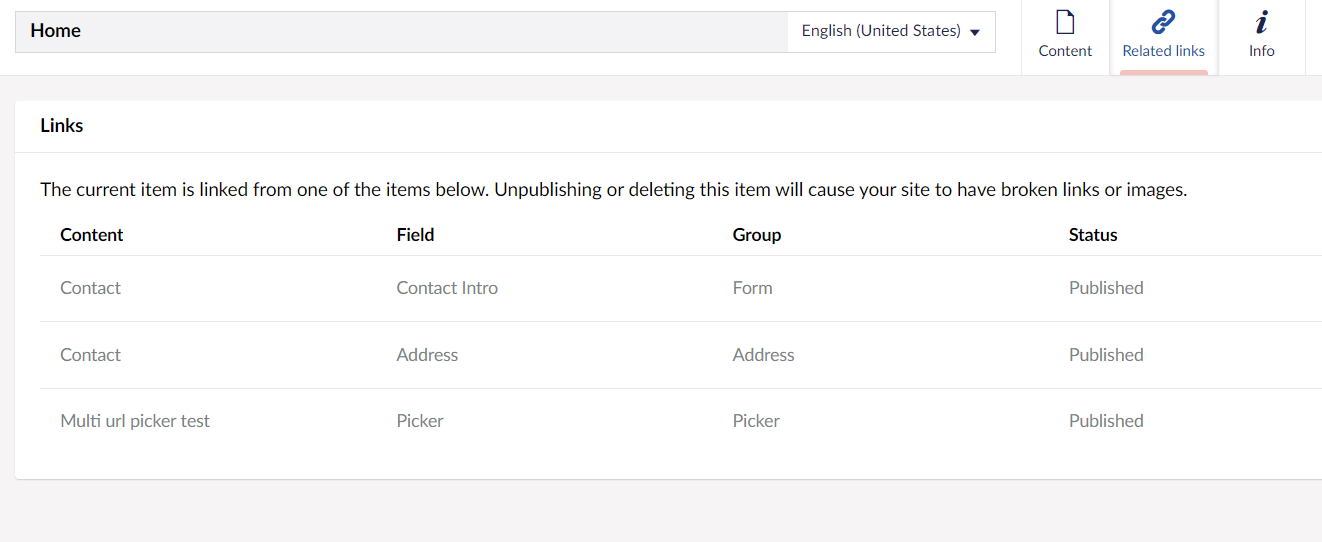 Home English (United States)
Content Related links Info
Links
The current item is linked from one of the items below. Unpublishing or deleting this item will cause your site to have broken links or images.
Content Field Group Status
Contact Contact Intro Form Published
Contact Address Address Published
Multi url picker test Picker Picker Published